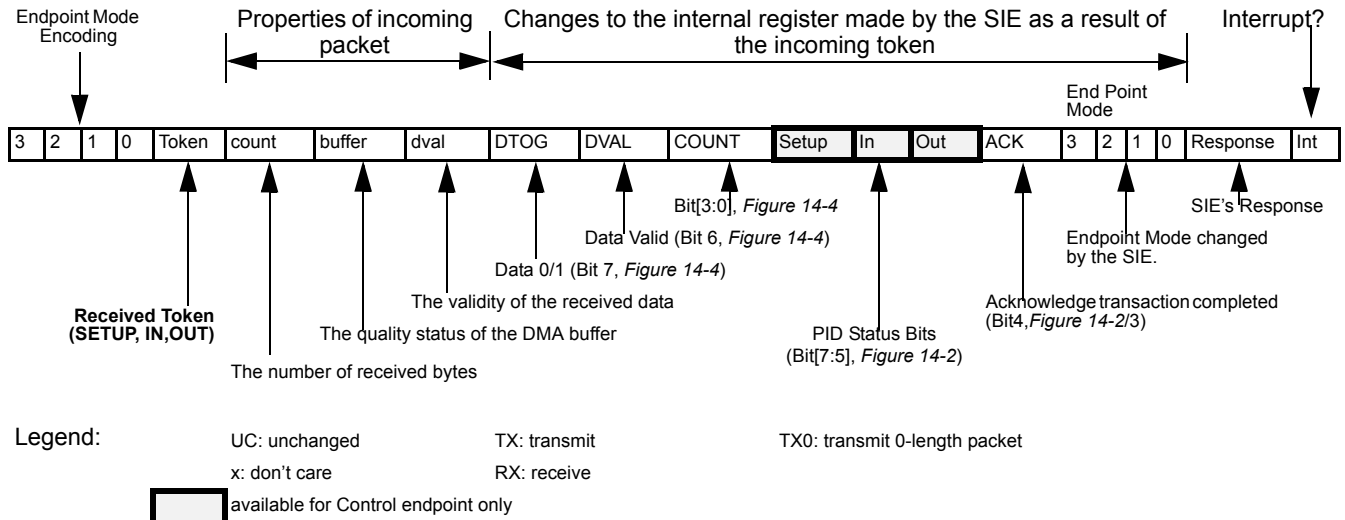 Endpoint Mode
Encoding
Properties of incoming
packet
Changes to the internal register made by the SIE as a result of
the incoming token
Interrupt?
End Point
Mode
3 2 1 0 Token count buffer dval DTOG DVAL COUNT Setup In Out ACK 3 2 1 0 Response Int
Bit[3:0], Figure 14-4
SIE's Response
Data Valid (Bit 6, Figure 14-4)
Endpoint Mode changed
by the SIE.
Data 0/1 (Bit 7, Figure 14-4)
Received Token
(SETUP, IN,OUT)
The validity of the received data
Acknowledge transaction completed
(Bit4,Figure 14-2/3)
The quality status of the DMA buffer
PID Status Bits
(Bit[7:5], Figure 14-2)
The number of received bytes
Legend:
UC: unchanged
TX: transmit
TX0: transmit 0-length packet
x: don't care
RX: receive
available for Control endpoint only